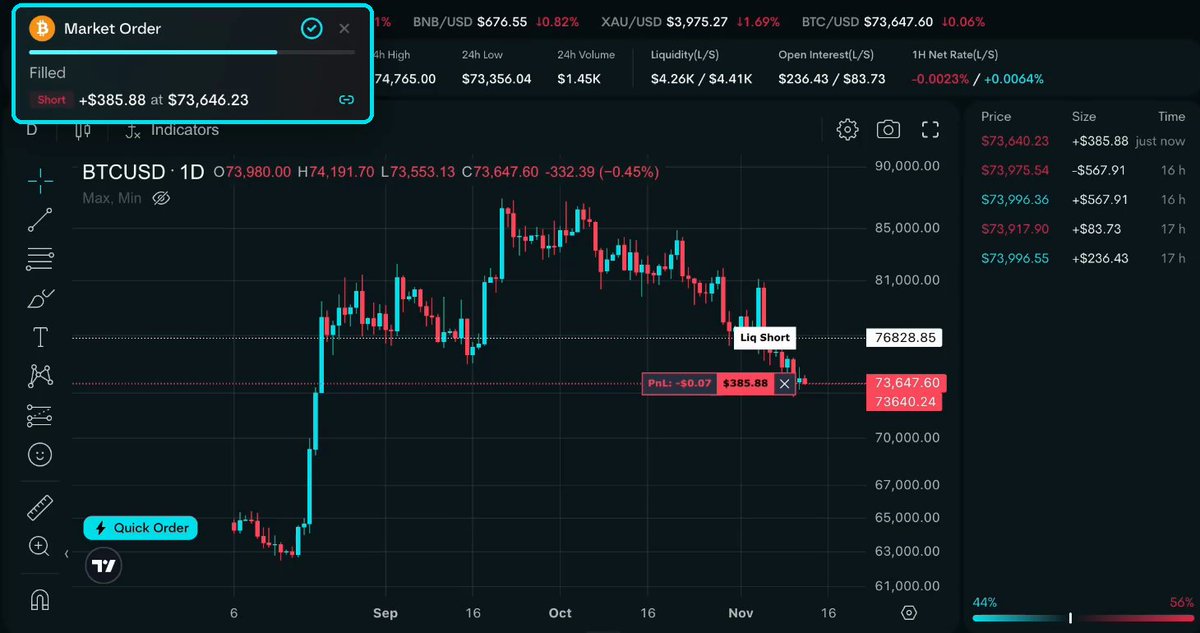 Market Order
Filled
Short +$385.88 at $73,646.23
1% BNB/USD $676.55 ↓0.82% XAU/USD $3,975.27 ↓1.69% BTC/USD $73,647.60 ↓0.06%
4h High 24h Low 24h Volume Liquidity(L/S) Open Interest(L/S) 1H Net Rate(L/S)
74,765.00 $73,356.04 $1.45K $4.26K / $4.41K $236.43 / $83.73 -0.0023% / +0.0064%
D Indicators
BTCUSD · 1D O73,980.00 H74,191.70 L73,553.13 C73,647.60 -332.39 (−0.45%)
Max, Min
90,000.00
85,000.00
81,000.00
Liq Short 76828.85
PnL: -$0.07 $385.88 73,647.60
73640.24
70,000.00
67,000.00
65,000.00
63,000.00
61,000.00
Quick Order
6 Sep 16 Oct 16 Nov 16
Price Size Time
$73,640.23 +$385.88 just now
$73,975.54 -$567.91 16 h
$73,996.36 +$567.91 16 h
$73,917.90 +$83.73 17 h
$73,996.55 +$236.43 17 h
44% 56%